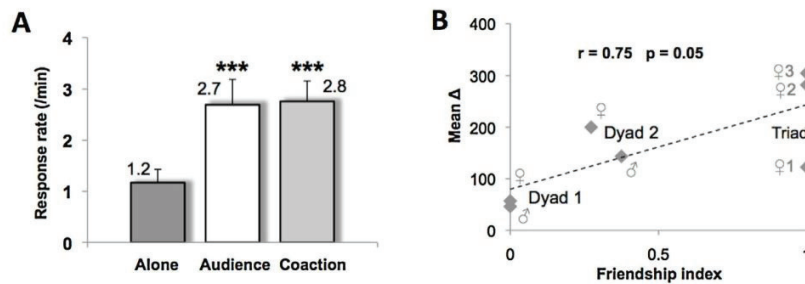 A
Response rate (/min)
4
3
2
1
0
1.2
2.7
***
***
2.8
Alone Audience Coaction
B
Mean Δ
400
300
200
100
0
r = 0.75 p = 0.05
♀3
♀2
♀
Dyad 2
♂
Triad
♀1
♀
Dyad 1
♂
0 0.5 1
Friendship index